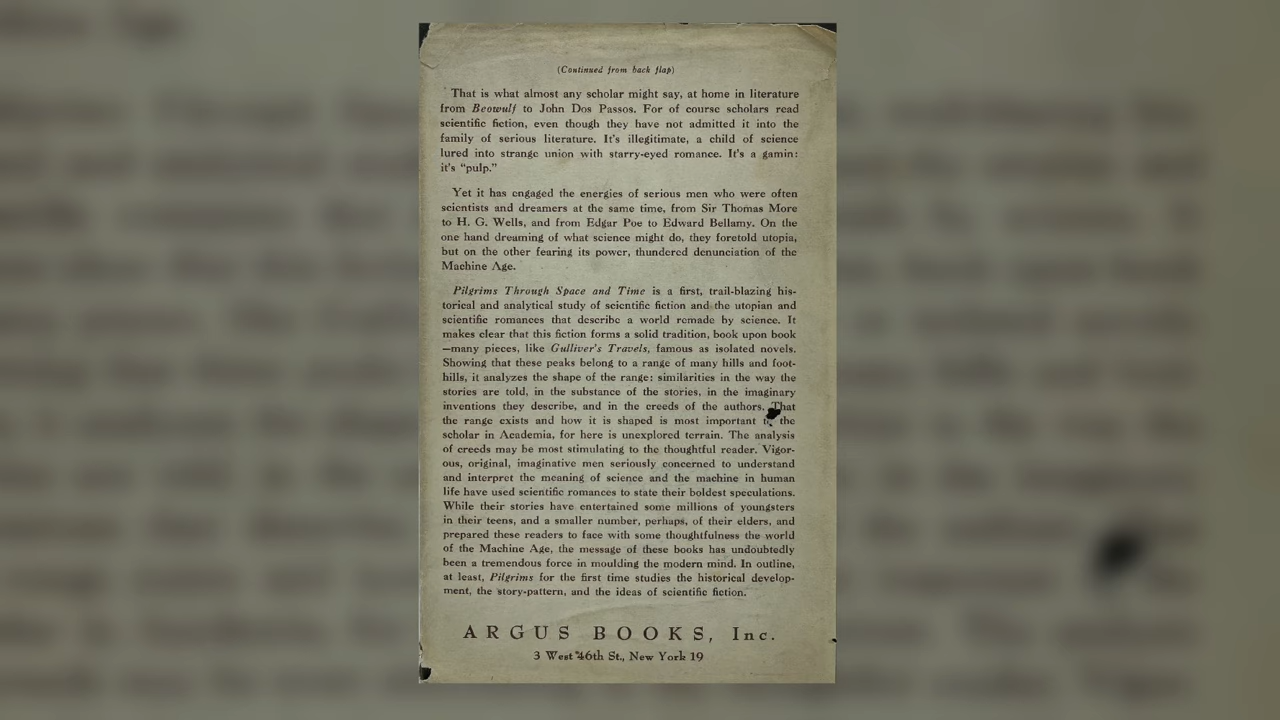 (Continued from back flap)
That is what almost any scholar might say, at home in literature
from Beowulf to John Dos Passos. For of course scholars read
scientific fiction, even though they have not admitted it into the
family of serious literature. It's illegitimate, a child of science
lured into strange union with starry-eyed romance. It's a gamin:
it's "pulp."
Yet it has engaged the energies of serious men who were often
scientists and dreamers at the same time, from Sir Thomas More
to H. G. Wells, and from Edgar Poe to Edward Bellamy. On the
one hand dreaming of what science might do, they foretold utopia,
but on the other fearing its power, thundered denunciation of the
Machine Age.
Pilgrims Through Space and Time is a first, trail-blazing his-
torical and analytical study of scientific fiction and the utopian and
scientific romances that describe a world remade by science. It
makes clear that this fiction forms a solid tradition, book upon book
—many pieces, like Gulliver's Travels, famous as isolated novels.
Showing that these peaks belong to a range of many hills and foot-
hills, it analyzes the shape of the range: similarities in the way the
stories are told, in the substance of the stories, in the imaginary
inventions they describe, and in the creeds of the authors. That
the range exists and how it is shaped is most important to the
scholar in Academia, for here is unexplored terrain. The analysis
of creeds may be most stimulating to the thoughtful reader. Vigor-
ous, original, imaginative men seriously concerned to understand
and interpret the meaning of science and the machine in human
life have used scientific romances to state their boldest speculations.
While their stories have entertained some millions of youngsters
in their teens, and a smaller number, perhaps, of their elders, and
prepared these readers to face with some thoughtfulness the world
of the Machine Age, the message of these books has undoubtedly
been a tremendous force in moulding the modern mind. In outline,
at least, Pilgrims for the first time studies the historical develop-
ment, the story-pattern, and the ideas of scientific fiction.
ARGUS BOOKS, Inc.
3 West 46th St., New York 19